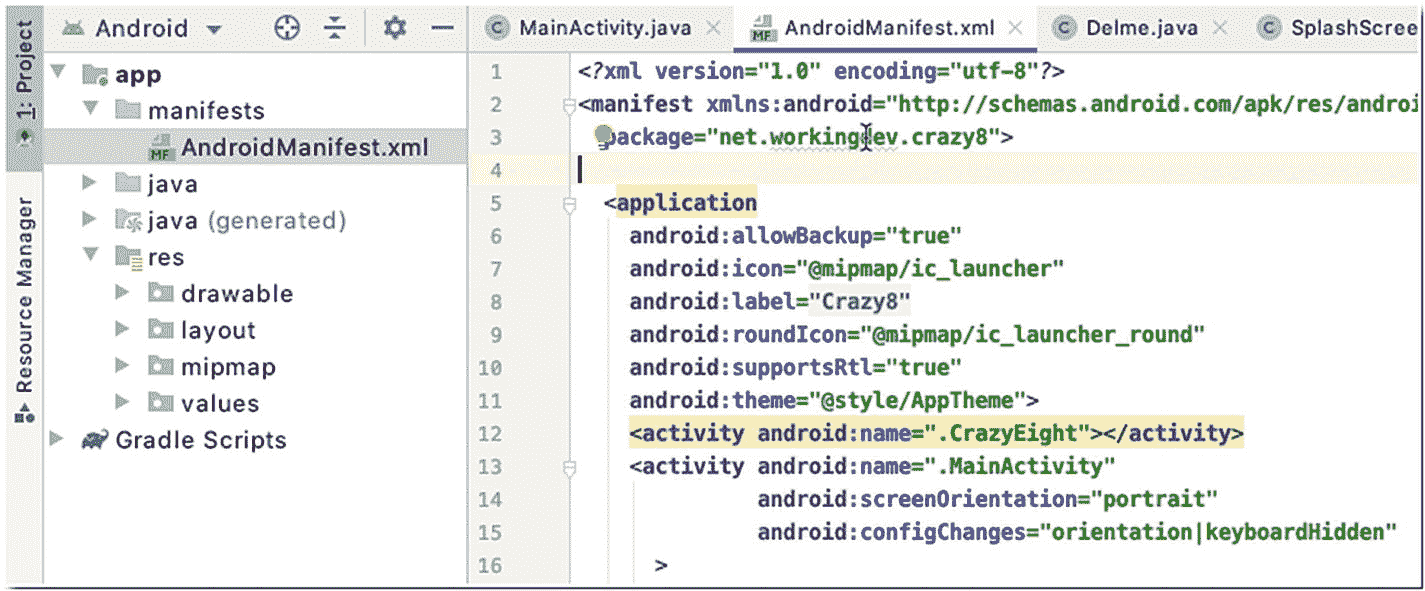 1: Project
Resource Manager
Android
app
manifests
AndroidManifest.xml
java
java (generated)
res
drawable
layout
mipmap
values
Gradle Scripts
MainActivity.java
AndroidManifest.xml
Delme.java
SplashScree
1 <?xml version="1.0" encoding="utf-8"?>
2 <manifest xmlns:android="http://schemas.android.com/apk/res/androi
3 package="net.workingdev.crazy8">
4
5 <application
6 android:allowBackup="true"
7 android:icon="@mipmap/ic_launcher"
8 android:label="Crazy8"
9 android:roundIcon="@mipmap/ic_launcher_round"
10 android:supportsRtl="true"
11 android:theme="@style/AppTheme">
12 <activity android:name=".CrazyEight"></activity>
13 <activity android:name=".MainActivity"
14 android:screenOrientation="portrait"
15 android:configChanges="orientation|keyboardHidden"
16 >